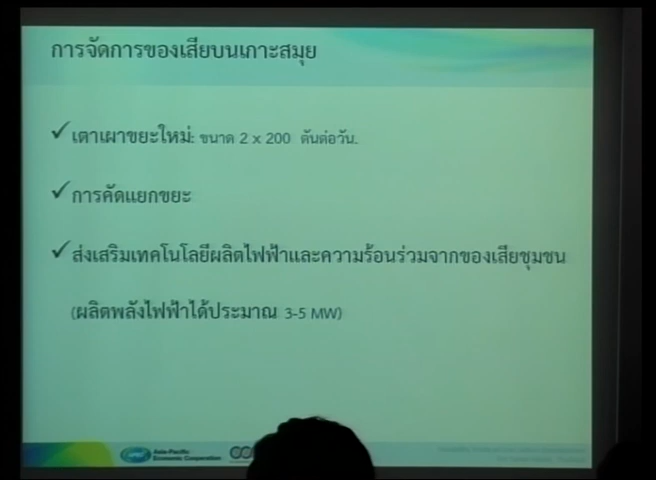 การจัดการของเสียบนเกาะสมุย
✓ เตาเผาขยะใหม่: ขนาด 2 x 200 ตันต่อวัน.
✓ การคัดแยกขยะ
✓ ส่งเสริมเทคโนโลยีผลิตไฟฟ้าและความร้อนร่วมจากของเสียชุมชน
(ผลิตพลังไฟฟ้าได้ประมาณ 3-5 MW)
Asia-Pacific
Economic Cooperation